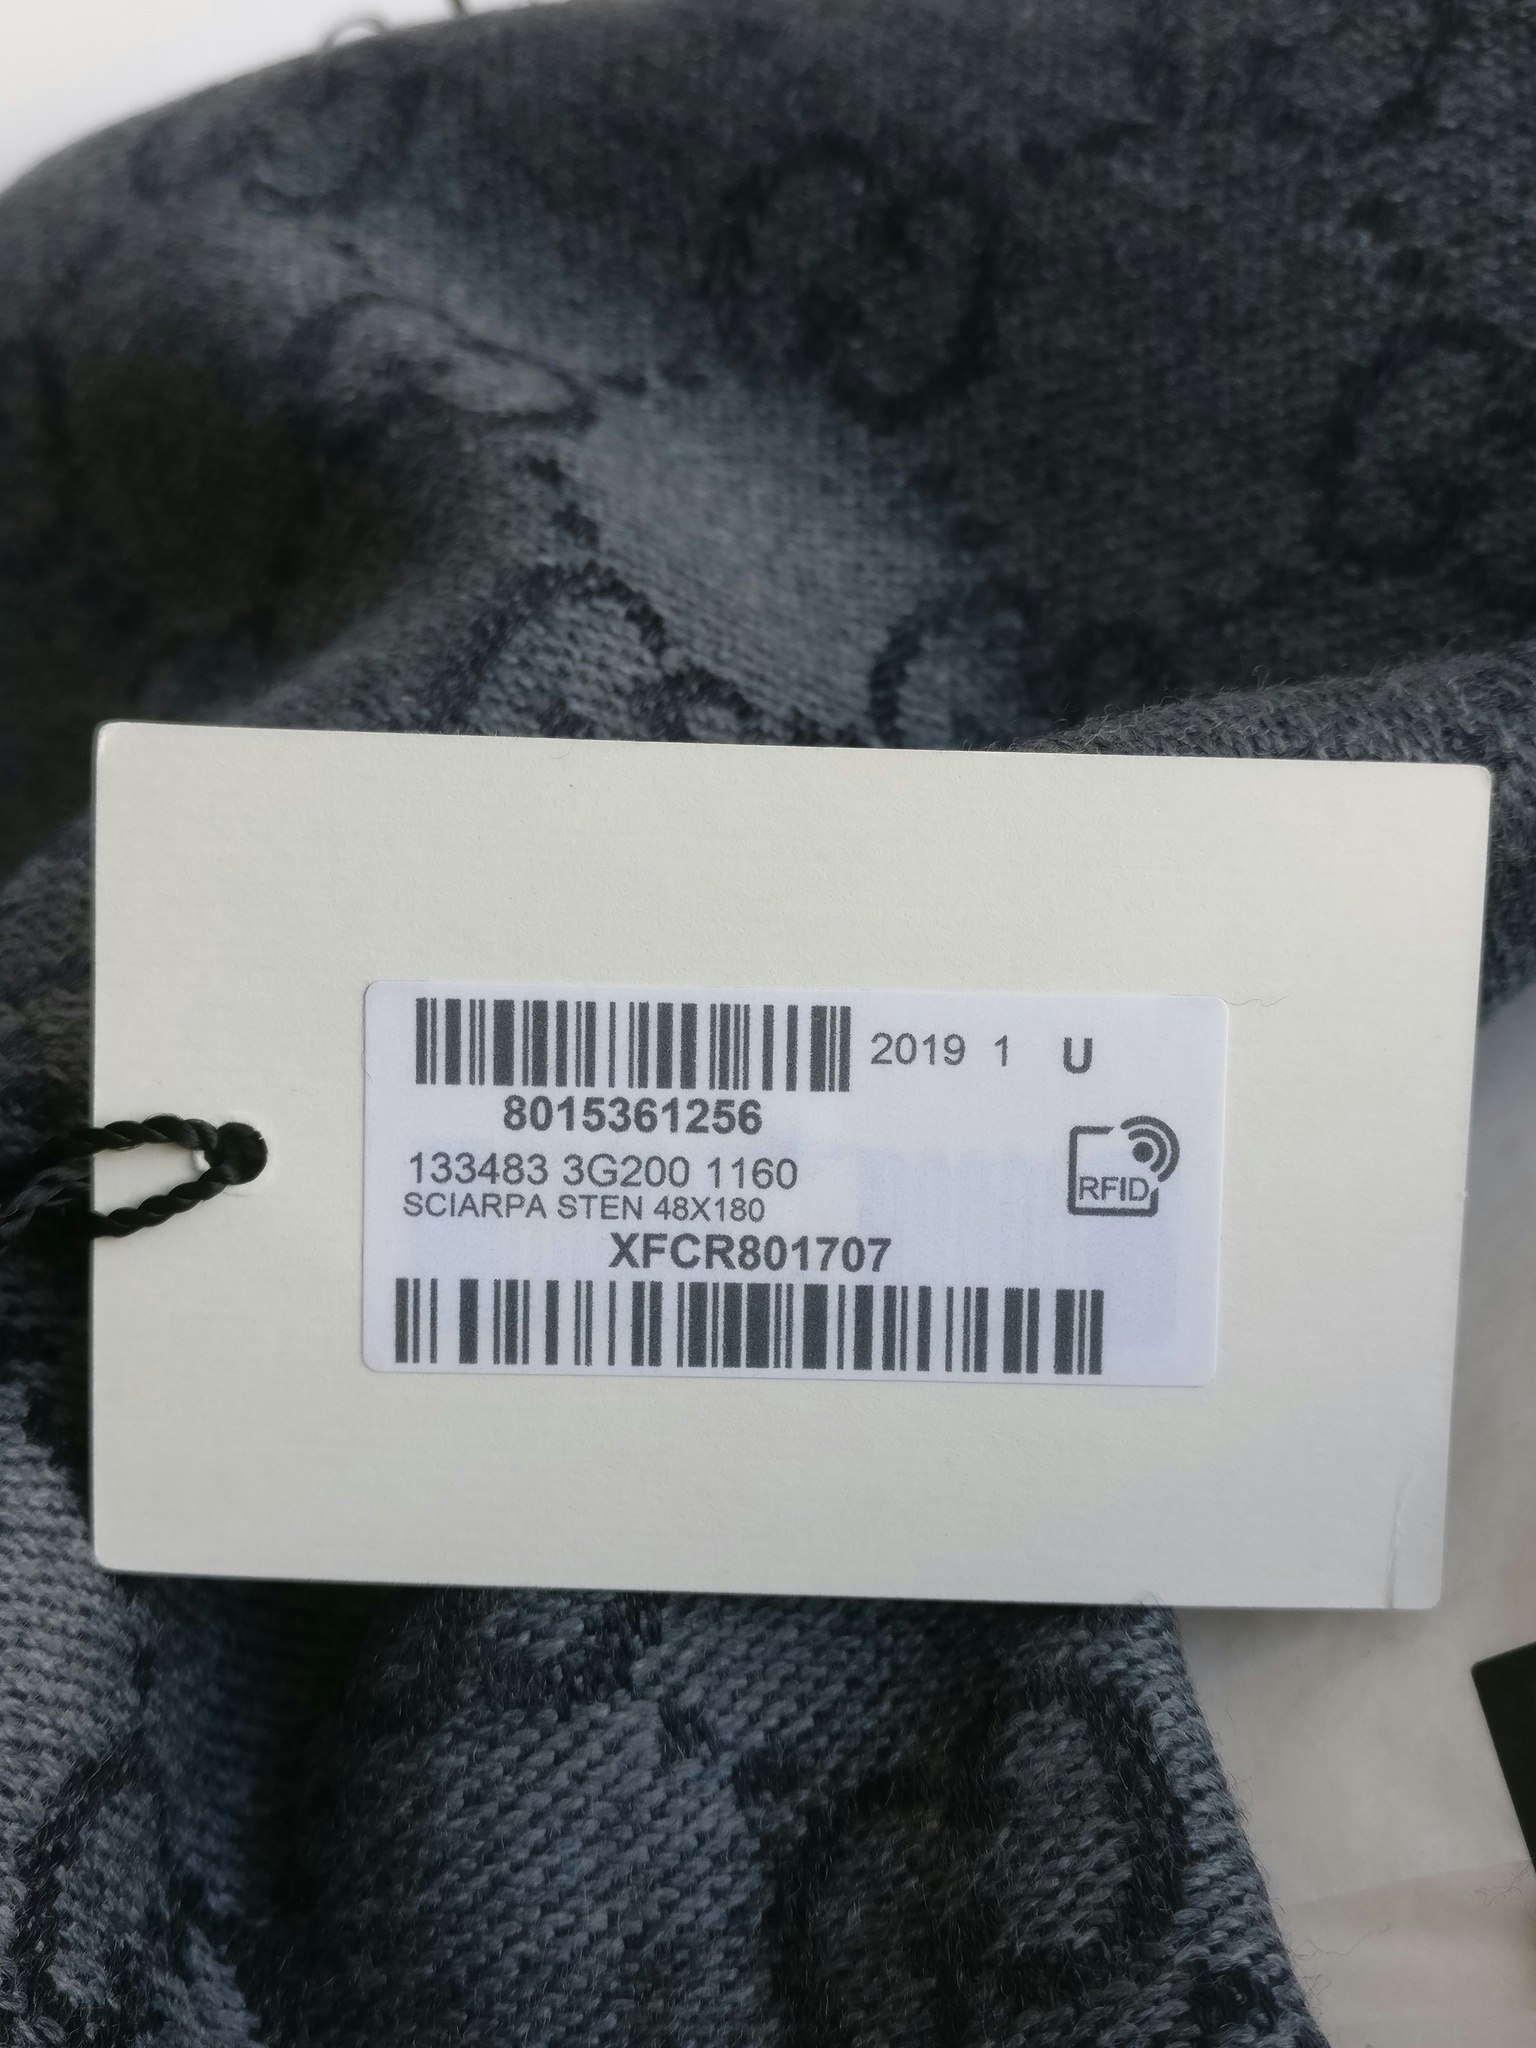 2019 1 U
8015361256
133483 3G200 1160
SCIARPA STEN 48X180
RFID
XFCR801707